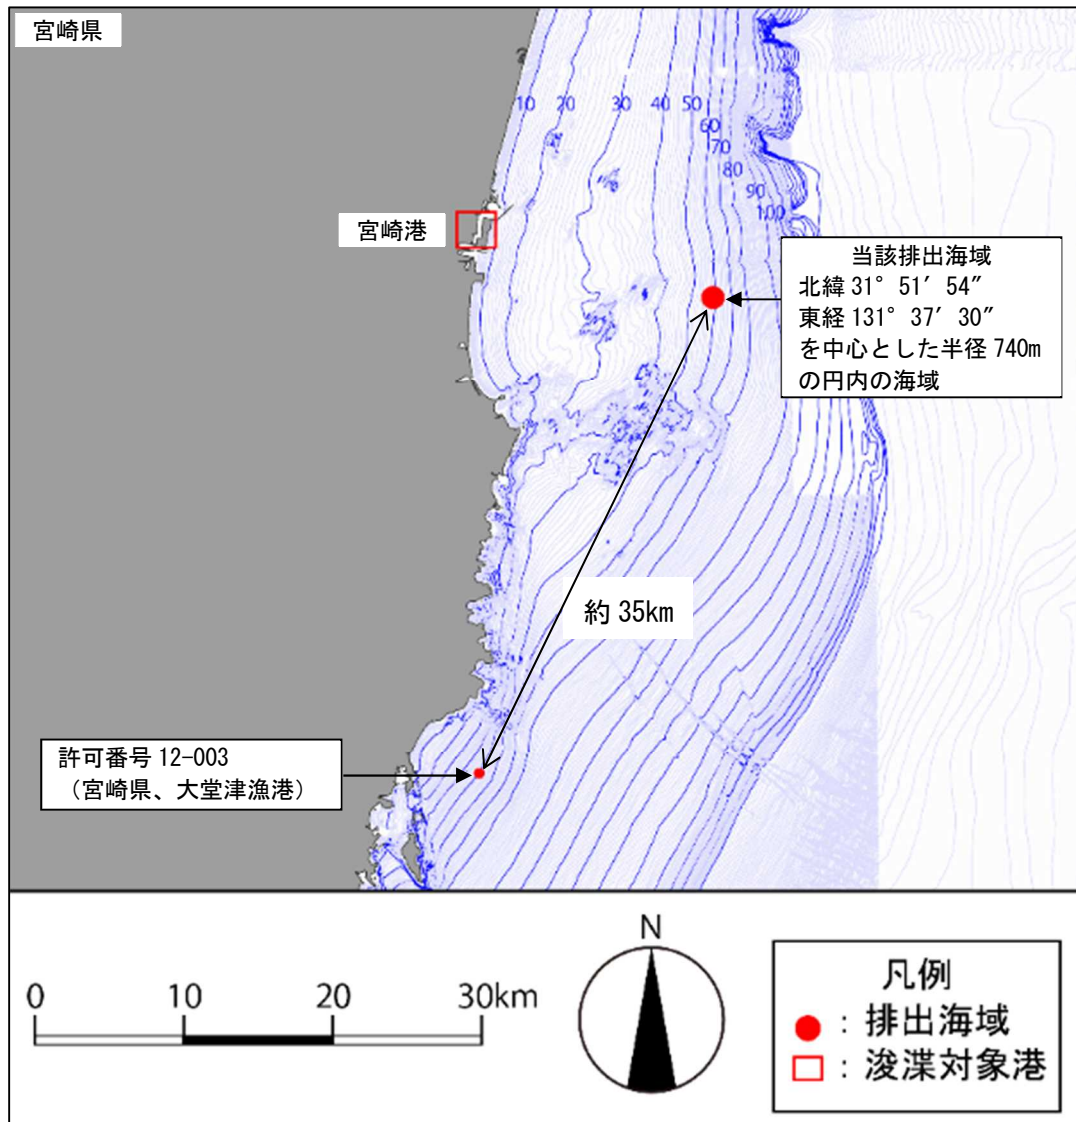 宮崎県
10 20 30 40 50
60
70
80
90
100
宮崎港
当該排出海域
北緯 31° 51′ 54″
東経 131° 37′ 30″
を中心とした半径 740m
の円内の海域
約 35km
許可番号 12-003
（宮崎県、大堂津漁港）
0 10 20 30km
N
凡例
：排出海域
：浚渫対象港